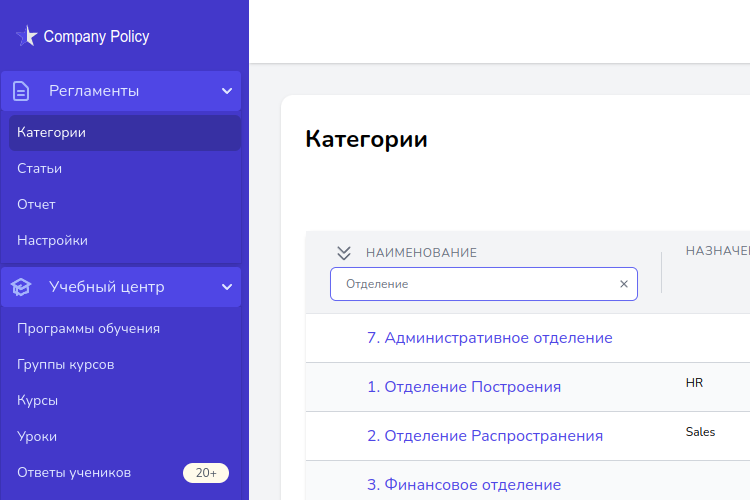 Company Policy
Регламенты
Категории
Статьи
Отчет
Настройки
Учебный центр
Программы обучения
Группы курсов
Курсы
Уроки
Ответы учеников 20+
Категории
НАИМЕНОВАНИЕ НАЗНАЧЕ
Отделение
7. Административное отделение
1. Отделение Построения HR
2. Отделение Распространения Sales
3. Финансовое отделение